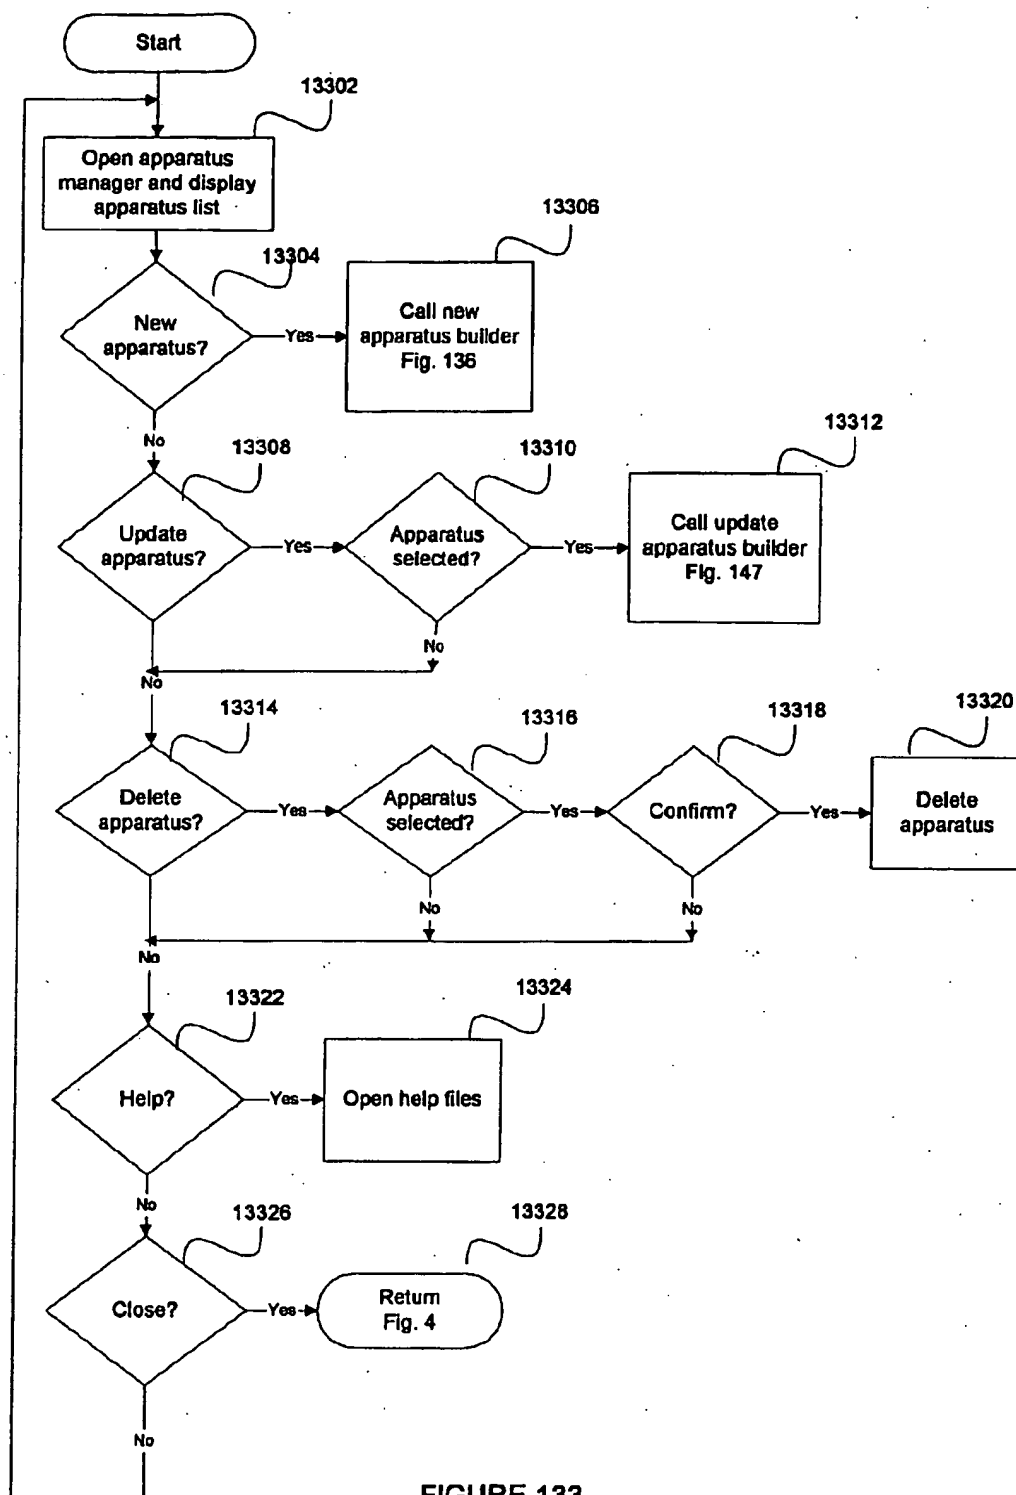 Start
13302
Open apparatus
manager and display
apparatus list
13304
13306
New
apparatus?
Yes
Call new
apparatus builder
Fig. 136
No
13308
13310
13312
Update
apparatus?
Yes
Apparatus
selected?
Yes
Call update
apparatus builder
Fig. 147
No
No
13314
13316
13318
13320
Delete
apparatus?
Yes
Apparatus
selected?
Yes
Confirm?
Yes
Delete
apparatus
No
No
No
13322
13324
Help?
Yes
Open help files
No
13326
13328
Close?
Yes
Return
Fig. 4
No
FIGURE 133